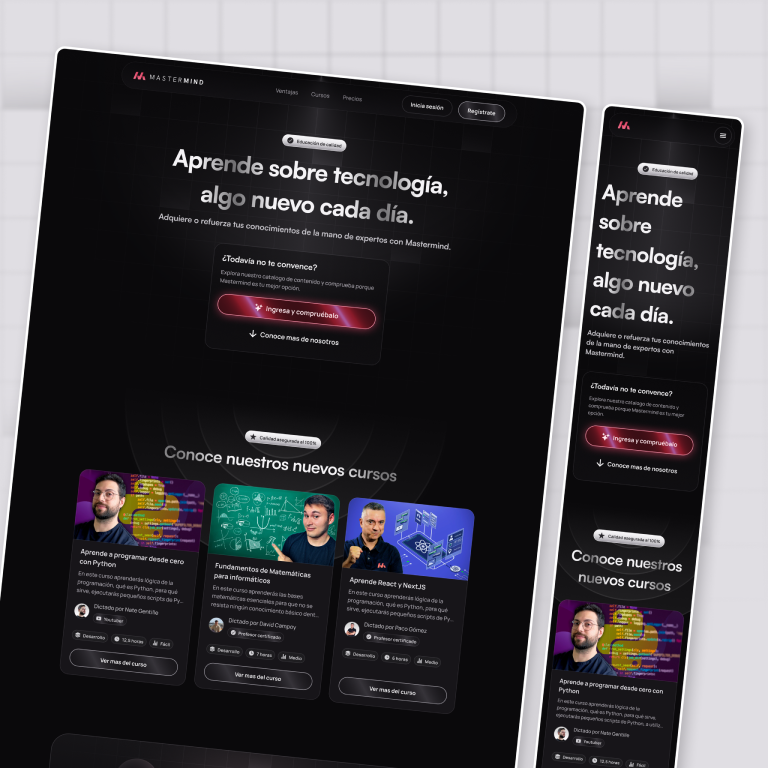 MASTERMIND
Ventajas
Cursos
Precios
Inicia sesión
Regístrate
Educación de calidad
Aprende sobre tecnología,
algo nuevo cada día.
Adquiere o refuerza tus conocimientos de la mano de expertos con Mastermind.
¿Todavía no te convence?
Explora nuestro catalogo de contenido y comprueba porque
Mastermind es tu mejor opción.
Ingresa y compruébalo
Conoce mas de nosotros
Calidad asegurada al 100%
Conoce nuestros nuevos cursos
Aprende a programar desde cero
con Python
En este curso aprenderás lógica de la
programación, qué es Python, para qué
sirve, ejecutarás pequeños scripts de Py...
Dictado por Nate Gentile
Youtuber
Desarrollo
12,5 horas
Fácil
Ver mas del curso
Fundamentos de Matemáticas
para informáticos
En este curso aprenderás las bases
matemáticas esenciales para que no se
resista ningún conocimiento básico dent...
Dictado por David Campoy
Profesor certificado
Desarrollo
7 horas
Medio
Ver mas del curso
Aprende React y NextJS
En este curso aprenderás lógica de la
programación, qué es Python, para qué
sirve, ejecutarás pequeños scripts de Py...
Dictado por Paco Gómez
Profesor certificado
Desarrollo
6 horas
Medio
Ver mas del curso
Educación de calidad
Aprende
sobre
tecnología,
algo nuevo
cada día.
Adquiere o refuerza tus conocimientos
de la mano de expertos con
Mastermind.
¿Todavía no te convence?
Explora nuestro catalogo de contenido y
comprueba porque Mastermind es tu mejor
opción.
Ingresa y compruébalo
Conoce mas de nosotros
Calidad asegurada al 100%
Conoce nuestros
nuevos cursos
Aprende a programar desde cero con
Python
En este curso aprenderás lógica de la
programación, qué es Python, para qué sirve,
ejecutarás pequeños scripts de Python, a utiliz...
Dictado por Nate Gentile
Youtuber
Desarrollo
12,5 horas
Fácil